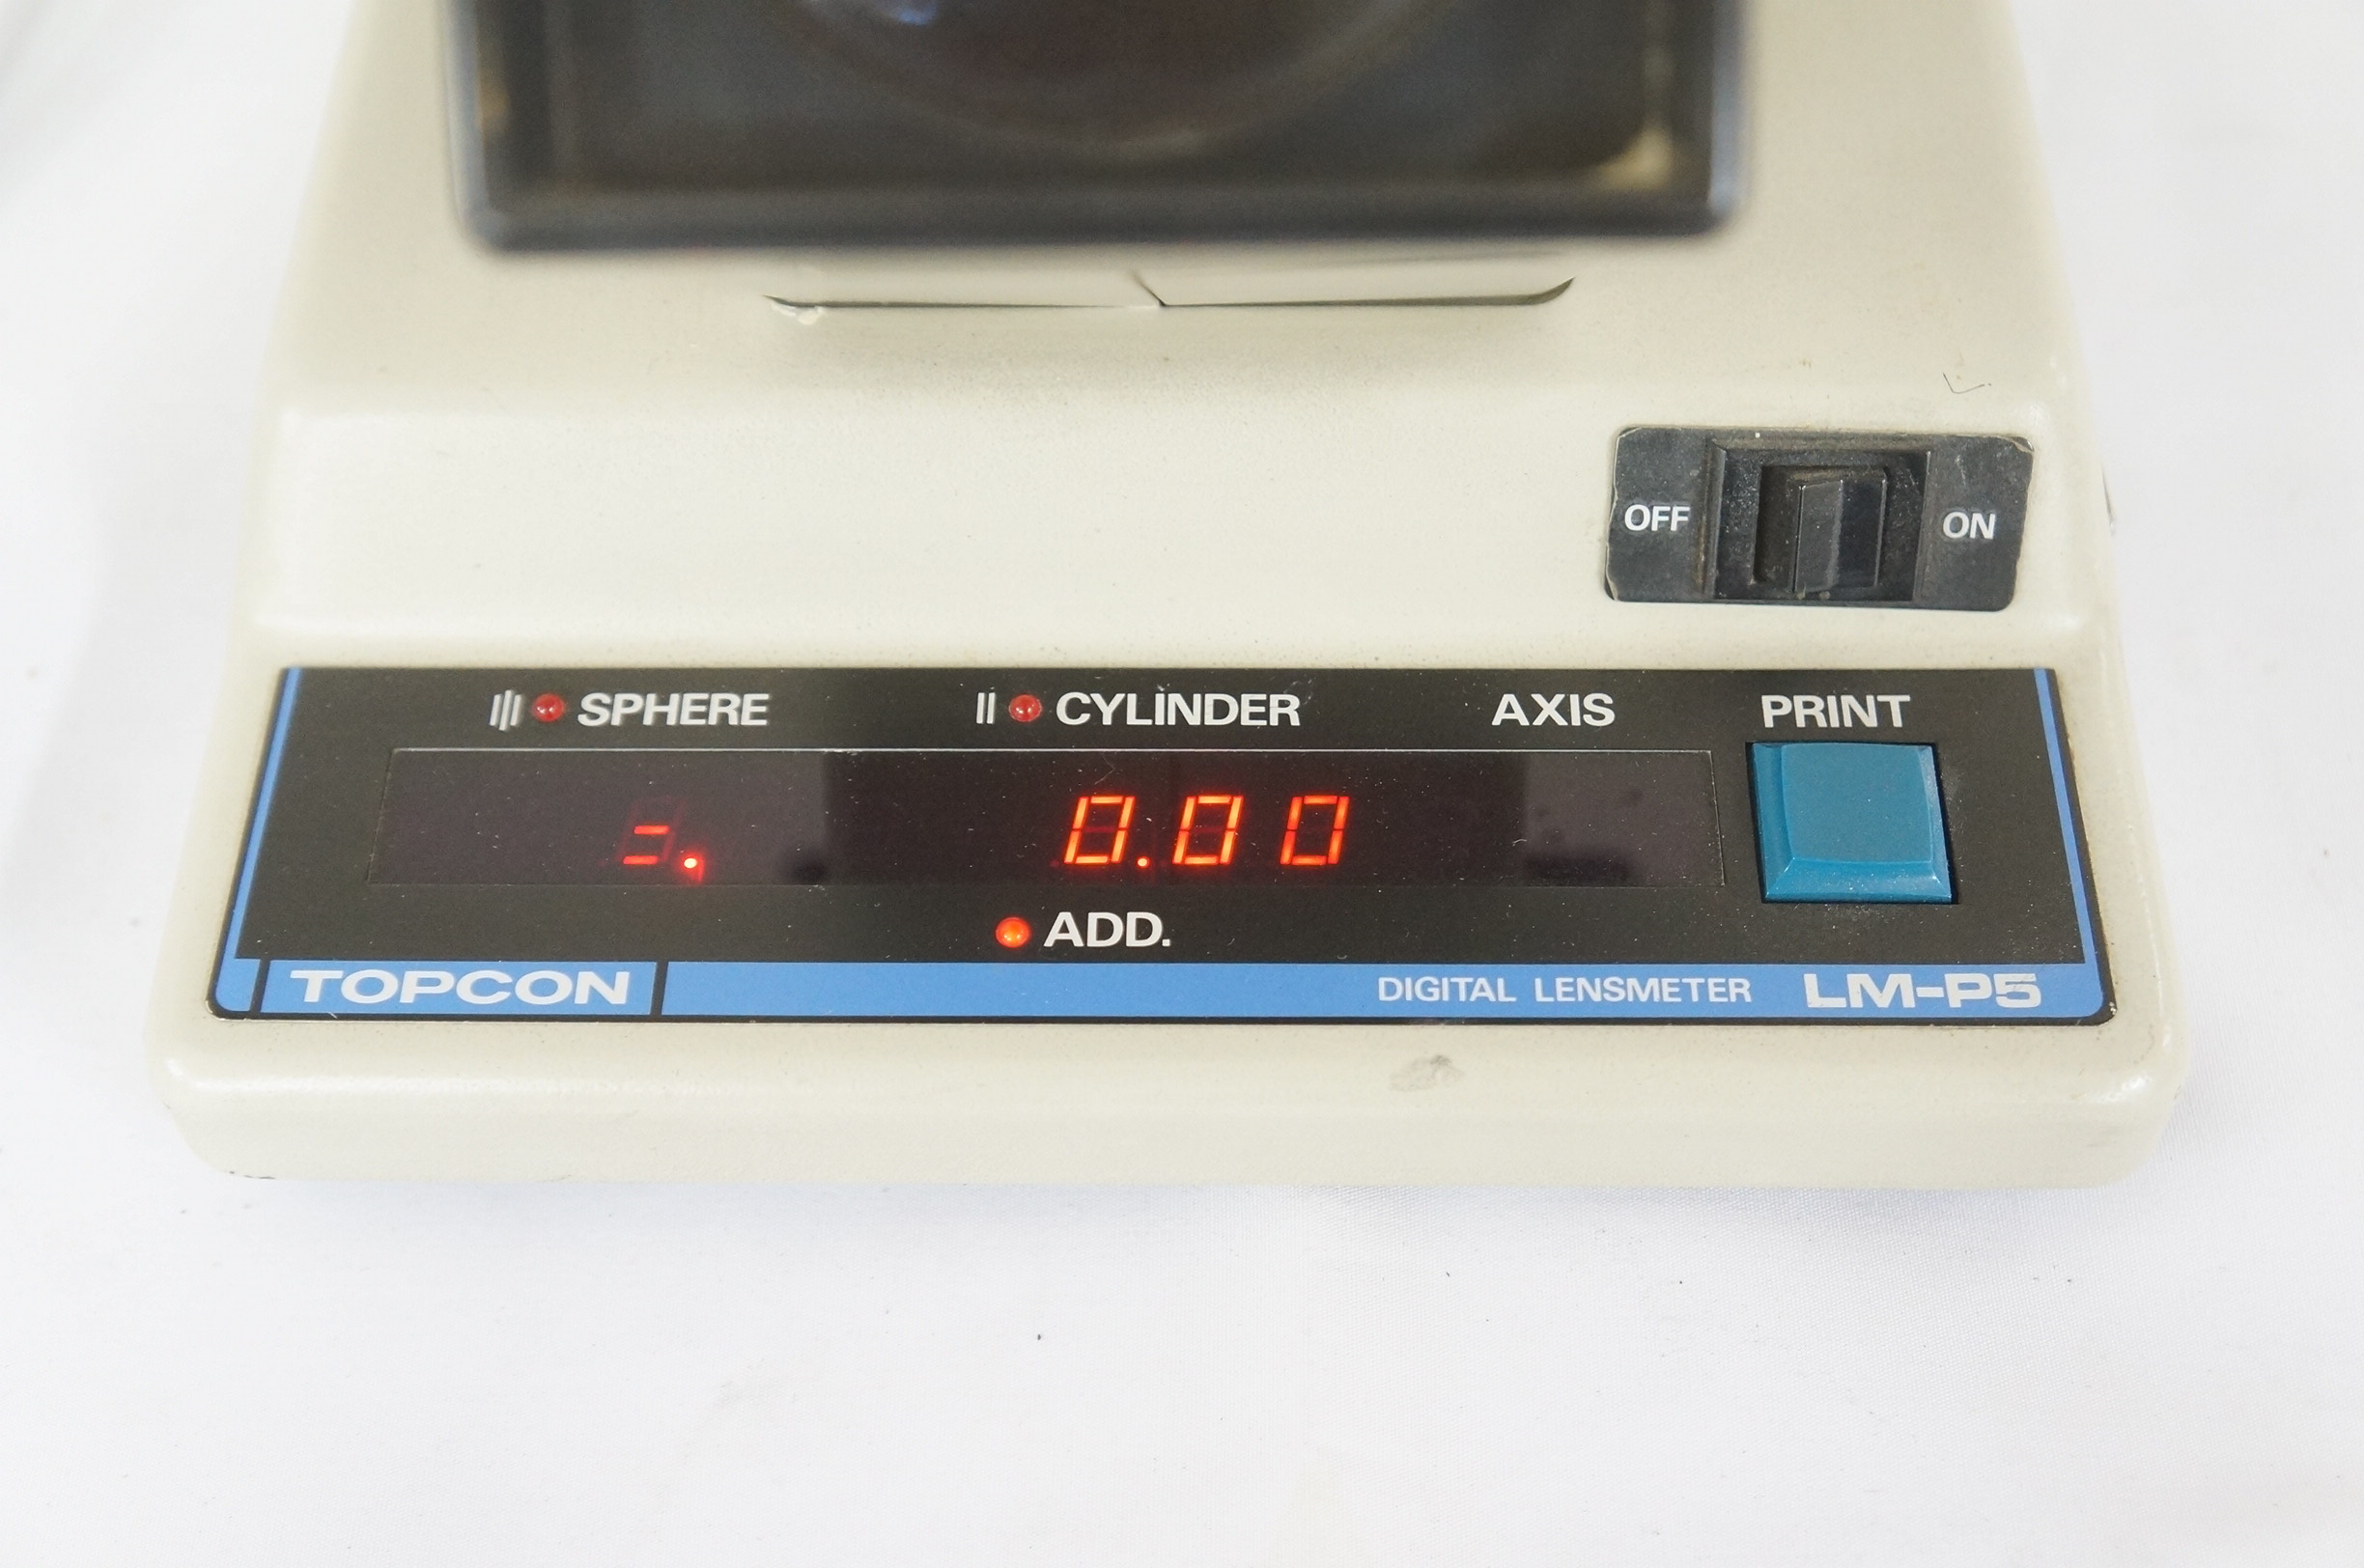 OFF ON
SPHERE CYLINDER AXIS PRINT
=. 0.00
ADD.
TOPCON DIGITAL LENSMETER LM-P5